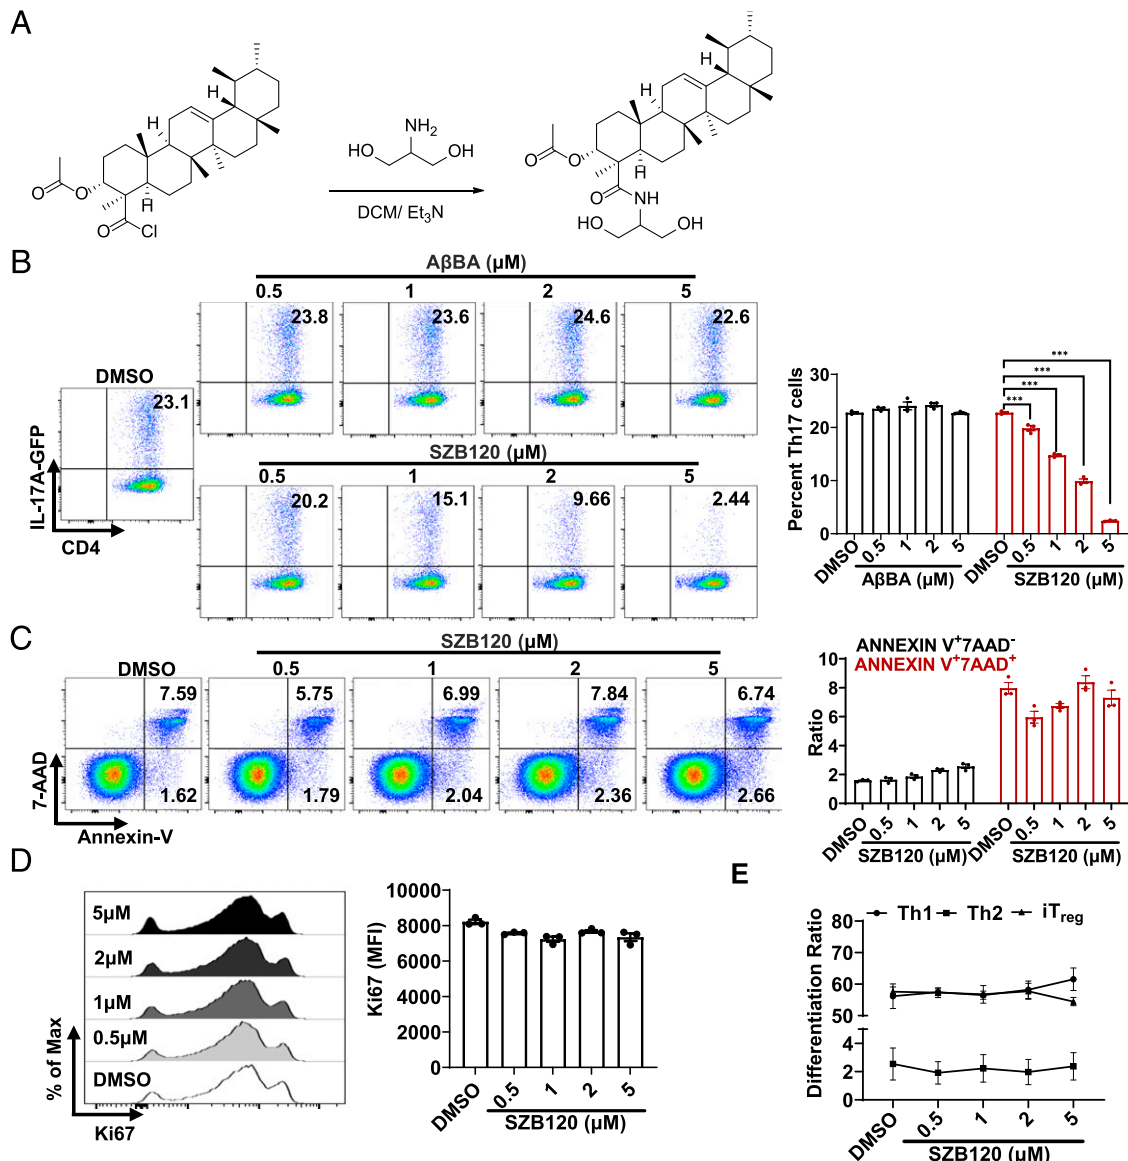 A
H
H
H
O
O
O
Cl
NH₂
HO
OH
DCM/ Et₃N
H
H
H
O
O
O
NH
HO
OH
B
AβBA (μM)
0.5 1 2 5
23.8 23.6 24.6 22.6
DMSO
23.1
IL-17A-GFP
CD4
SZB120 (μM)
0.5 1 2 5
20.2 15.1 9.66 2.44
Percent Th17 cells
30
20
10
0
***
***
***
***
DMSO 0.5 1 2 5 DMSO 0.5 1 2 5
AβBA (μM) SZB120 (μM)
C
SZB120 (μM)
DMSO 0.5 1 2 5
7.59 5.75 6.99 7.84 6.74
1.62 1.79 2.04 2.36 2.66
7-AAD
Annexin-V
ANNEXIN V⁺7AAD⁻
ANNEXIN V⁺7AAD⁺
Ratio
10
8
6
4
2
0
DMSO 0.5 1 2 5 DMSO 0.5 1 2 5
SZB120 (μM) SZB120 (μM)
D
5μM
2μM
1μM
0.5μM
DMSO
% of Max
Ki67
Ki67 (MFI)
10000
8000
6000
4000
2000
0
DMSO 0.5 1 2 5
SZB120 (μM)
E
Th1 Th2 iTreg
Differentiation Ratio
80
70
60
50
4
2
0
DMSO 0.5 1 2 5
SZB120 (μM)